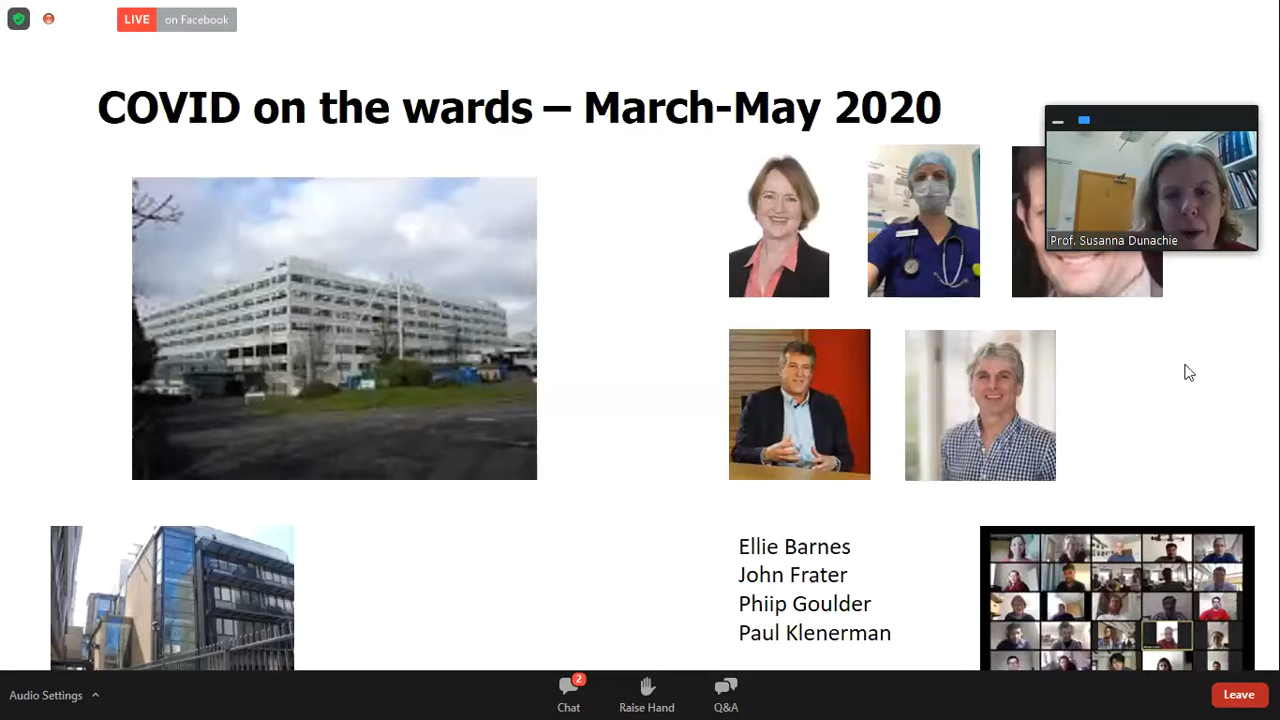 LIVE on Facebook
COVID on the wards – March-May 2020
Prof. Susanna Dunachie
Ellie Barnes
John Frater
Phiip Goulder
Paul Klenerman
Audio Settings
2
Chat
Raise Hand
Q&A
Leave